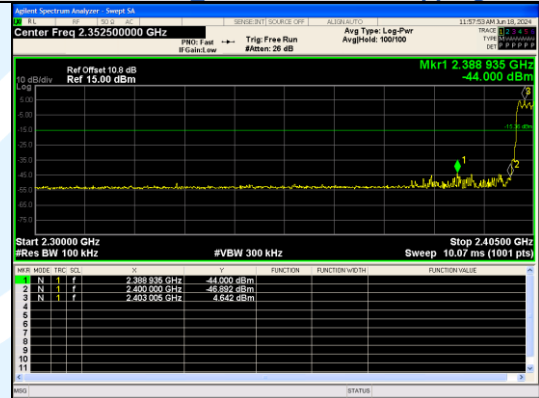 Agilent Spectrum Analyzer - Swept SA
RL RF 50 Ω AC SENSE:INT SOURCE OFF ALIGNAUTO 11:57:53 AM Jun 18, 2024
Center Freq 2.352500000 GHz
PNO: Fast Trig: Free Run
IFGain:Low #Atten: 26 dB
Avg Type: Log-Pwr
Avg|Hold: 100/100
TRACE 1 2 3 4 5 6
TYPE
DET P P P P P P
Ref Offset 10.8 dB
Ref 15.00 dBm
10 dB/div
Log
Mkr1 2.388 935 GHz
-44.000 dBm
5.00
-5.00
-15.0
-25.0
-35.0
-45.0
-55.0
-65.0
-75.0
3
1
2
Start 2.30000 GHz
#Res BW 100 kHz
#VBW 300 kHz
Stop 2.40500 GHz
Sweep 10.07 ms (1001 pts)
MKR MODE TRC SCL X Y FUNCTION FUNCTION WIDTH FUNCTION VALUE
1 N 1 f 2.388 935 GHz -44.000 dBm
2 N 1 f 2.400 000 GHz -46.892 dBm
3 N 1 f 2.403 005 GHz 4.642 dBm
4
5
6
7
8
9
10
11
MSG STATUS